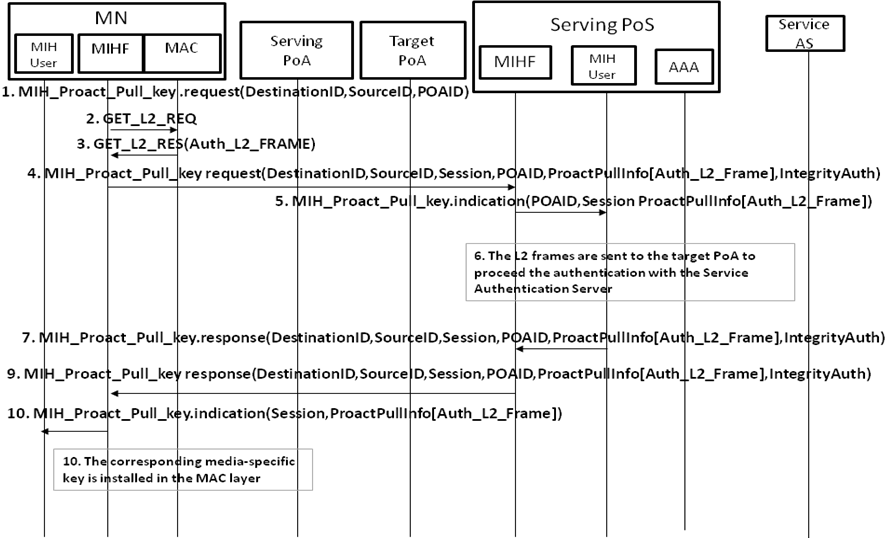 MN
Serving PoS
MIH User
MIHF
MAC
Serving PoA
Target PoA
MIHF
MIH User
AAA
Service AS
1. MIH_Proact_Pull_key .request(DestinationID,SourceID,POAID)
2. GET_L2_REQ
3. GET_L2_RES(Auth_L2_FRAME)
4. MIH_Proact_Pull_key request(DestinationID,SourceID,Session,POAID,ProactPullInfo[Auth_L2_Frame],IntegrityAuth)
5. MIH_Proact_Pull_key.indication(POAID,Session ProactPullInfo[Auth_L2_Frame])
6. The L2 frames are sent to the target PoA to
proceed the authentication with the Service
Authentication Server
7. MIH_Proact_Pull_key.response(DestinationID,SourceID,Session,POAID,ProactPullInfo[Auth_L2_Frame],IntegrityAuth)
9. MIH_Proact_Pull_key response(DestinationID,SourceID,Session,POAID,ProactPullInfo[Auth_L2_Frame],IntegrityAuth)
10. MIH_Proact_Pull_key.indication(Session,ProactPullInfo[Auth_L2_Frame])
10. The corresponding media-specific
key is installed in the MAC layer